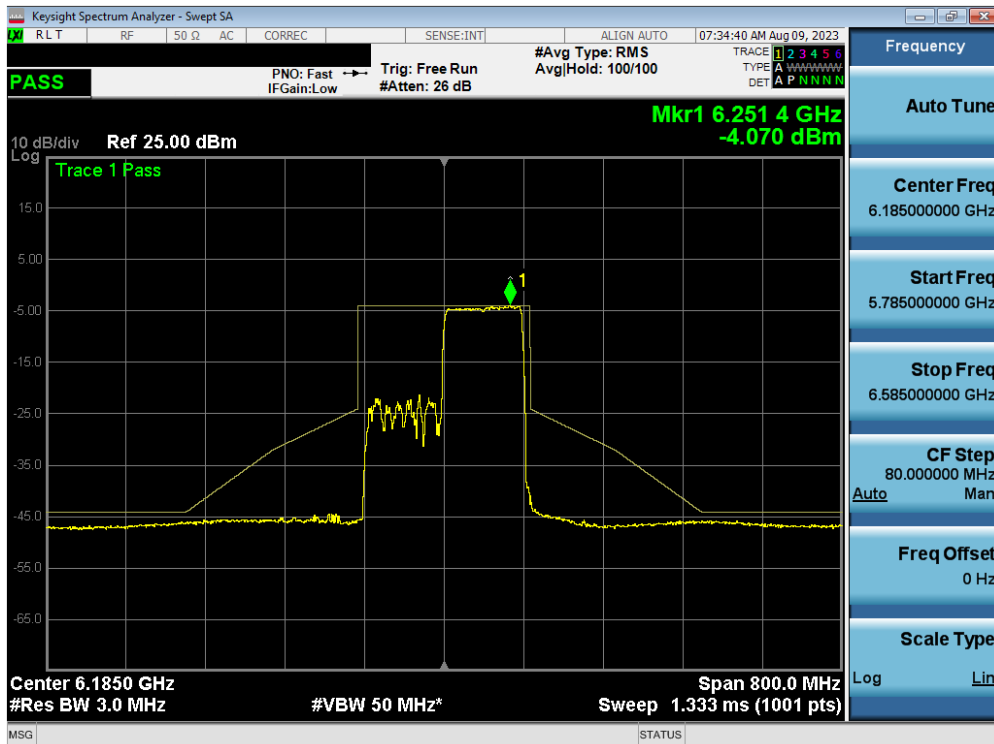 Keysight Spectrum Analyzer - Swept SA
LXI RLT RF 50 Ω AC CORREC SENSE:INT ALIGN AUTO 07:34:40 AM Aug 09, 2023
PASS
PNO: Fast
IFGain:Low
Trig: Free Run
#Atten: 26 dB
#Avg Type: RMS
Avg|Hold: 100/100
TRACE 1 2 3 4 5 6
TYPE A W W W W W
DET A P N N N N
Mkr1 6.251 4 GHz
-4.070 dBm
10 dB/div Ref 25.00 dBm
Log
Trace 1 Pass
15.0
5.00
1
-5.00
-15.0
-25.0
-35.0
-45.0
-55.0
-65.0
Center 6.1850 GHz Span 800.0 MHz
#Res BW 3.0 MHz #VBW 50 MHz* Sweep 1.333 ms (1001 pts)
MSG STATUS
Frequency
Auto Tune
Center Freq
6.185000000 GHz
Start Freq
5.785000000 GHz
Stop Freq
6.585000000 GHz
CF Step
80.000000 MHz
Auto Man
Freq Offset
0 Hz
Scale Type
Log Lin